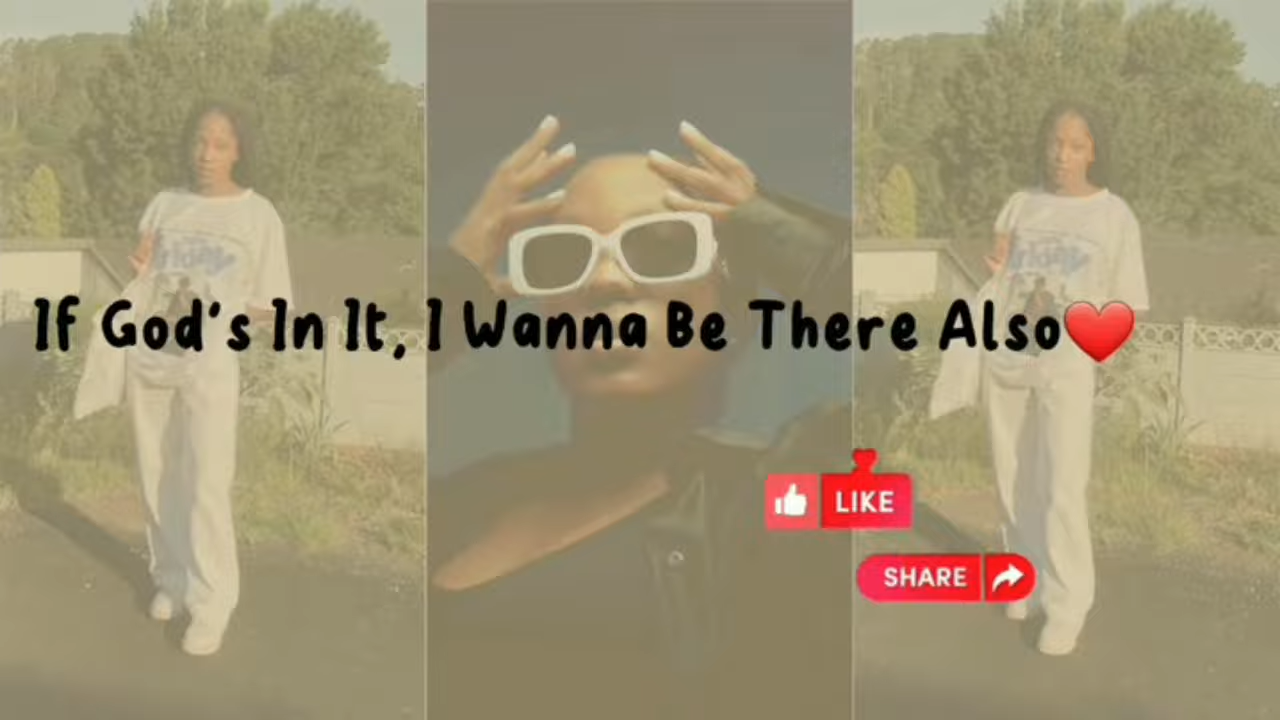 If God's In It, I Wanna Be There Also❤️
LIKE
SHARE